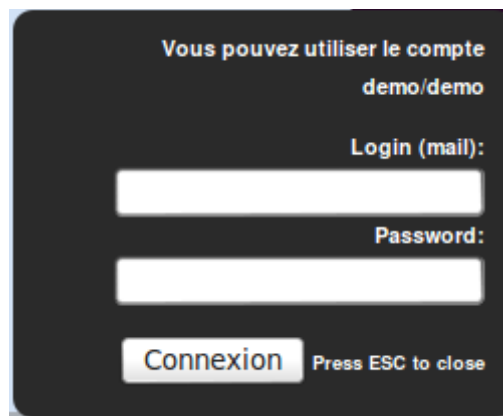 Vous pouvez utiliser le compte
demo/demo
Login (mail):
Password:
Connexion Press ESC to close